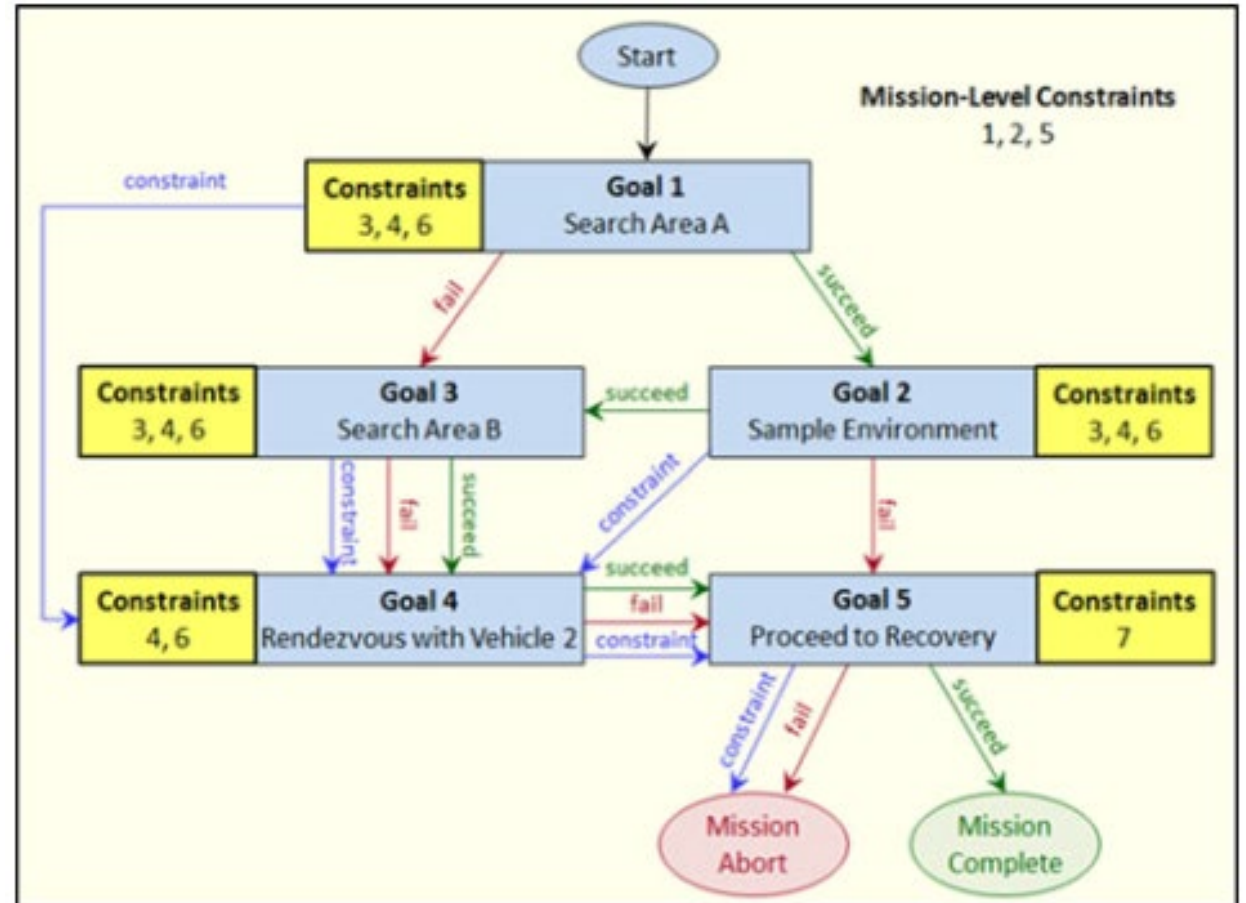 Start
Mission-Level Constraints
1, 2, 5
constraint
Constraints
3, 4, 6
Goal 1
Search Area A
fail
succeed
Constraints
3, 4, 6
Goal 3
Search Area B
succeed
Goal 2
Sample Environment
Constraints
3, 4, 6
constraint
fail
succeed
constraint
fail
Constraints
4, 6
Goal 4
Rendezvous with Vehicle 2
succeed
fail
constraint
Goal 5
Proceed to Recovery
Constraints
7
constraint
fail
succeed
Mission
Abort
Mission
Complete